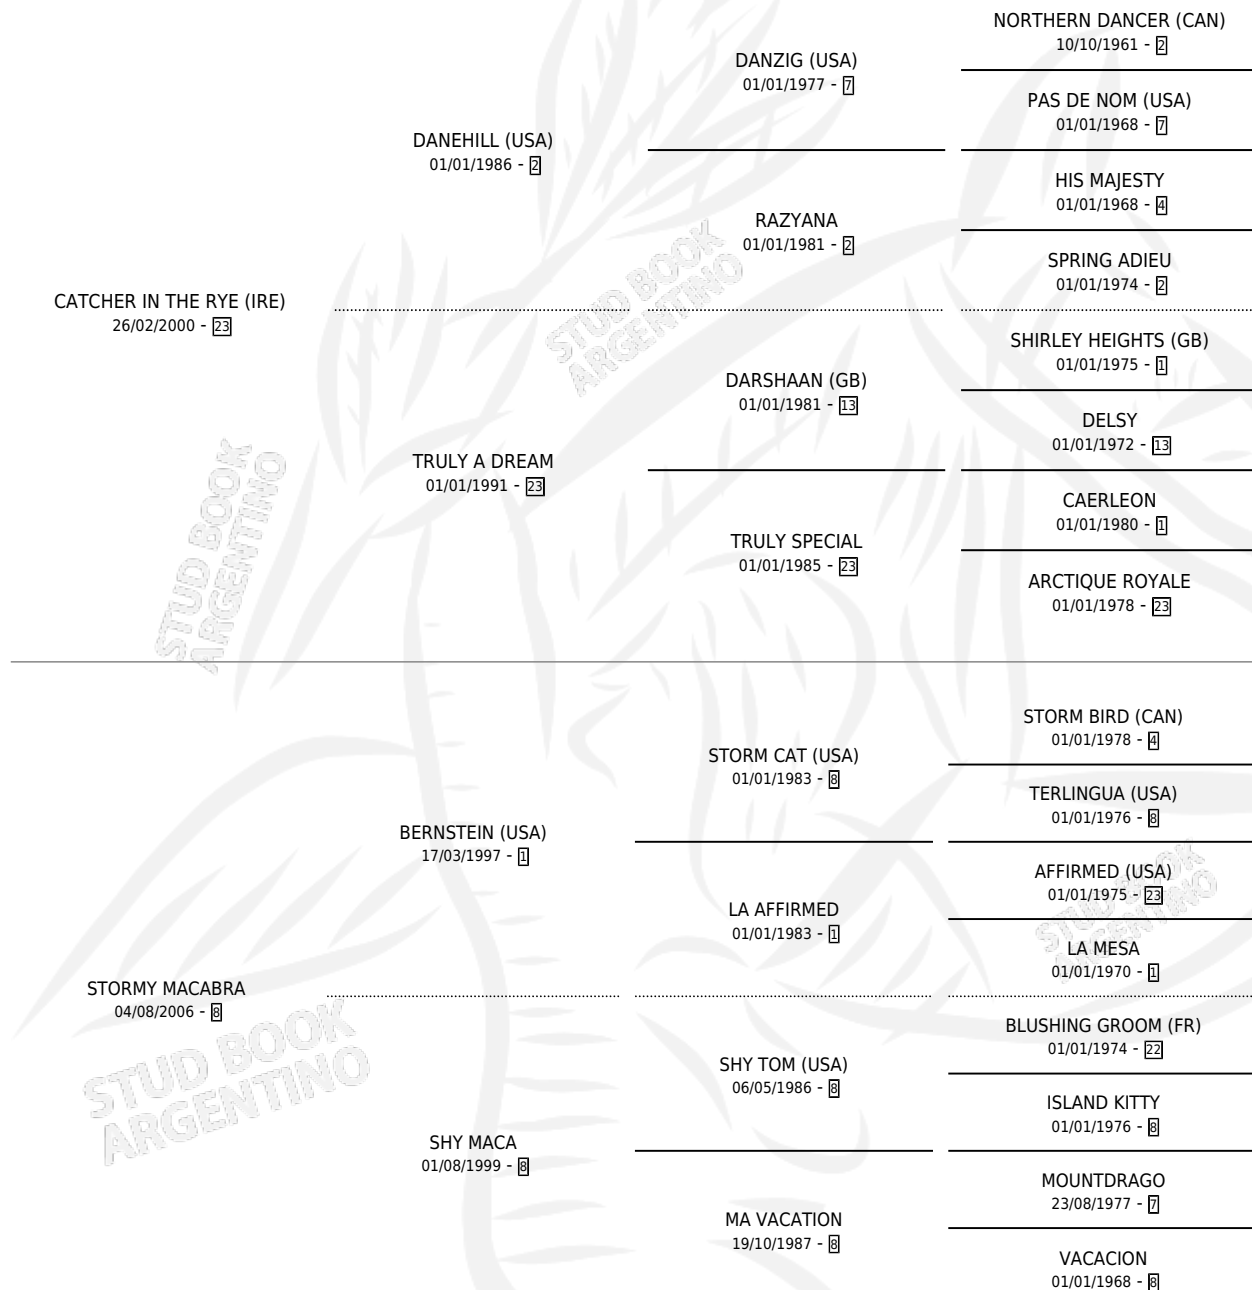 NORTHERN DANCER (CAN)
10/10/1961 - 2
DANZIG (USA)
01/01/1977 - 7
PAS DE NOM (USA)
01/01/1968 - 7
DANEHILL (USA)
01/01/1986 - 2
HIS MAJESTY
01/01/1968 - 4
RAZYANA
01/01/1981 - 2
SPRING ADIEU
01/01/1974 - 2
CATCHER IN THE RYE (IRE)
26/02/2000 - 23
SHIRLEY HEIGHTS (GB)
01/01/1975 - 1
DARSHAAN (GB)
01/01/1981 - 13
DELSY
01/01/1972 - 13
TRULY A DREAM
01/01/1991 - 23
CAERLEON
01/01/1980 - 1
TRULY SPECIAL
01/01/1985 - 23
ARCTIQUE ROYALE
01/01/1978 - 23
STORM BIRD (CAN)
01/01/1978 - 4
STORM CAT (USA)
01/01/1983 - 8
TERLINGUA (USA)
01/01/1976 - 8
BERNSTEIN (USA)
17/03/1997 - 1
AFFIRMED (USA)
01/01/1975 - 23
LA AFFIRMED
01/01/1983 - 1
LA MESA
01/01/1970 - 1
STORMY MACABRA
04/08/2006 - 8
BLUSHING GROOM (FR)
01/01/1974 - 22
SHY TOM (USA)
06/05/1986 - 8
ISLAND KITTY
01/01/1976 - 8
SHY MACA
01/08/1999 - 8
MOUNTDRAGO
23/08/1977 - 7
MA VACATION
19/10/1987 - 8
VACACION
01/01/1968 - 8
STUD BOOK
ARGENTINO
STUD BOOK
ARGENTINO
STUD BOOK
ARGENTINO
STUD BOOK
ARGENTINO